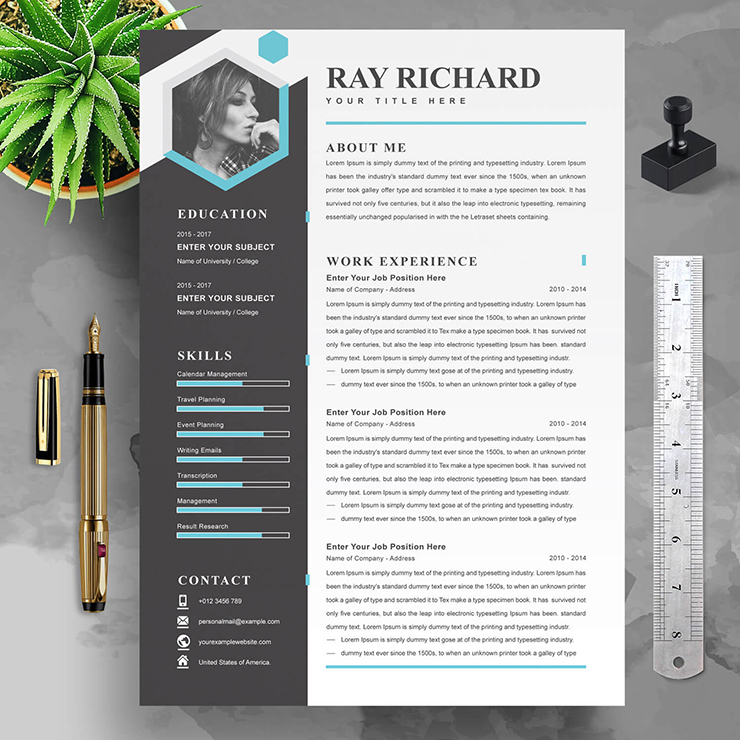 RAY RICHARD
YOUR TITLE HERE
ABOUT ME
Lorem Ipsum is simply dummy text of the printing and typesetting industry. Lorem Ipsum has been the industry's standard dummy text ever since the 1500s, when an unknown printer took a galley offer type and scrambled it to make a type specimen tex book. It has survived not only five centuries, but it also the leap into electronic typesetting, remaining essentially unchanged popularised in with the he Letraset sheets containing.
WORK EXPERIENCE
Enter Your Job Position Here
Name of Company - Address 2010 - 2014
Lorem Ipsum is simply dummy text of the printing and typesetting industry. Lorem Ipsum has
been the industry's standard dummy text ever since the 1500s, to when an unknown printer
took a galley of type and scrambled it to Tex make a type specimen book. It has survived not
only five centuries, but the leap into electronic typesetting, standard dummy text ever since the
dummy text. Lorem Ipsum is simply dummy text of the printing and typesetting industry.
— Lorem Ipsum is simply dummy text gose at of the printing and typesetting industry.
— dummy text ever since the 1500s, to when an unknown printer took a galley of type
Enter Your Job Position Here
Name of Company - Address 2010 - 2014
Lorem Ipsum is simply dummy text of the printing and typesetting industry. Lorem Ipsum has
been the industry's standard dummy text ever since the 1500s, to when an unknown printer
took a galley of type and scrambled it to Tex make a type specimen book. It has survived not
only five centuries, but the leap into electronic typesetting, standard dummy text ever since the
dummy text. Lorem Ipsum is simply dummy text of the printing and typesetting industry.
— Lorem Ipsum is simply dummy text gose at of the printing and typesetting industry.
— dummy text ever since the 1500s, to when an unknown printer took a galley of type
Enter Your Job Position Here
Name of Company - Address 2010 - 2014
Lorem Ipsum is simply dummy text of the printing and typesetting industry. Lorem Ipsum has
been the industry's standard dummy text ever since the 1500s, to when an unknown printer
took a galley of type and scrambled it to Tex make a type specimen book. It has survived not
only five centuries, but the leap into electronic typesetting, standard dummy text ever since the
dummy text. Lorem Ipsum is simply dummy text of the printing and typesetting industry.
— Lorem Ipsum is simply dummy text gose at of the printing and typesetting industry.
— dummy text ever since the 1500s, to when an unknown printer took a galley of type
EDUCATION
2015 - 2017
ENTER YOUR SUBJECT
Name of University / College
2015 - 2017
ENTER YOUR SUBJECT
Name of University / College
SKILLS
Calendar Management
Travel Planning
Event Planning
Writing Emails
Transcription
Management
Result Research
CONTACT
+012 3456 789
personalmail@example.com
yourexamplewebsite.com
United States of America.
INCH
1
2
3
4
5
6
7
8